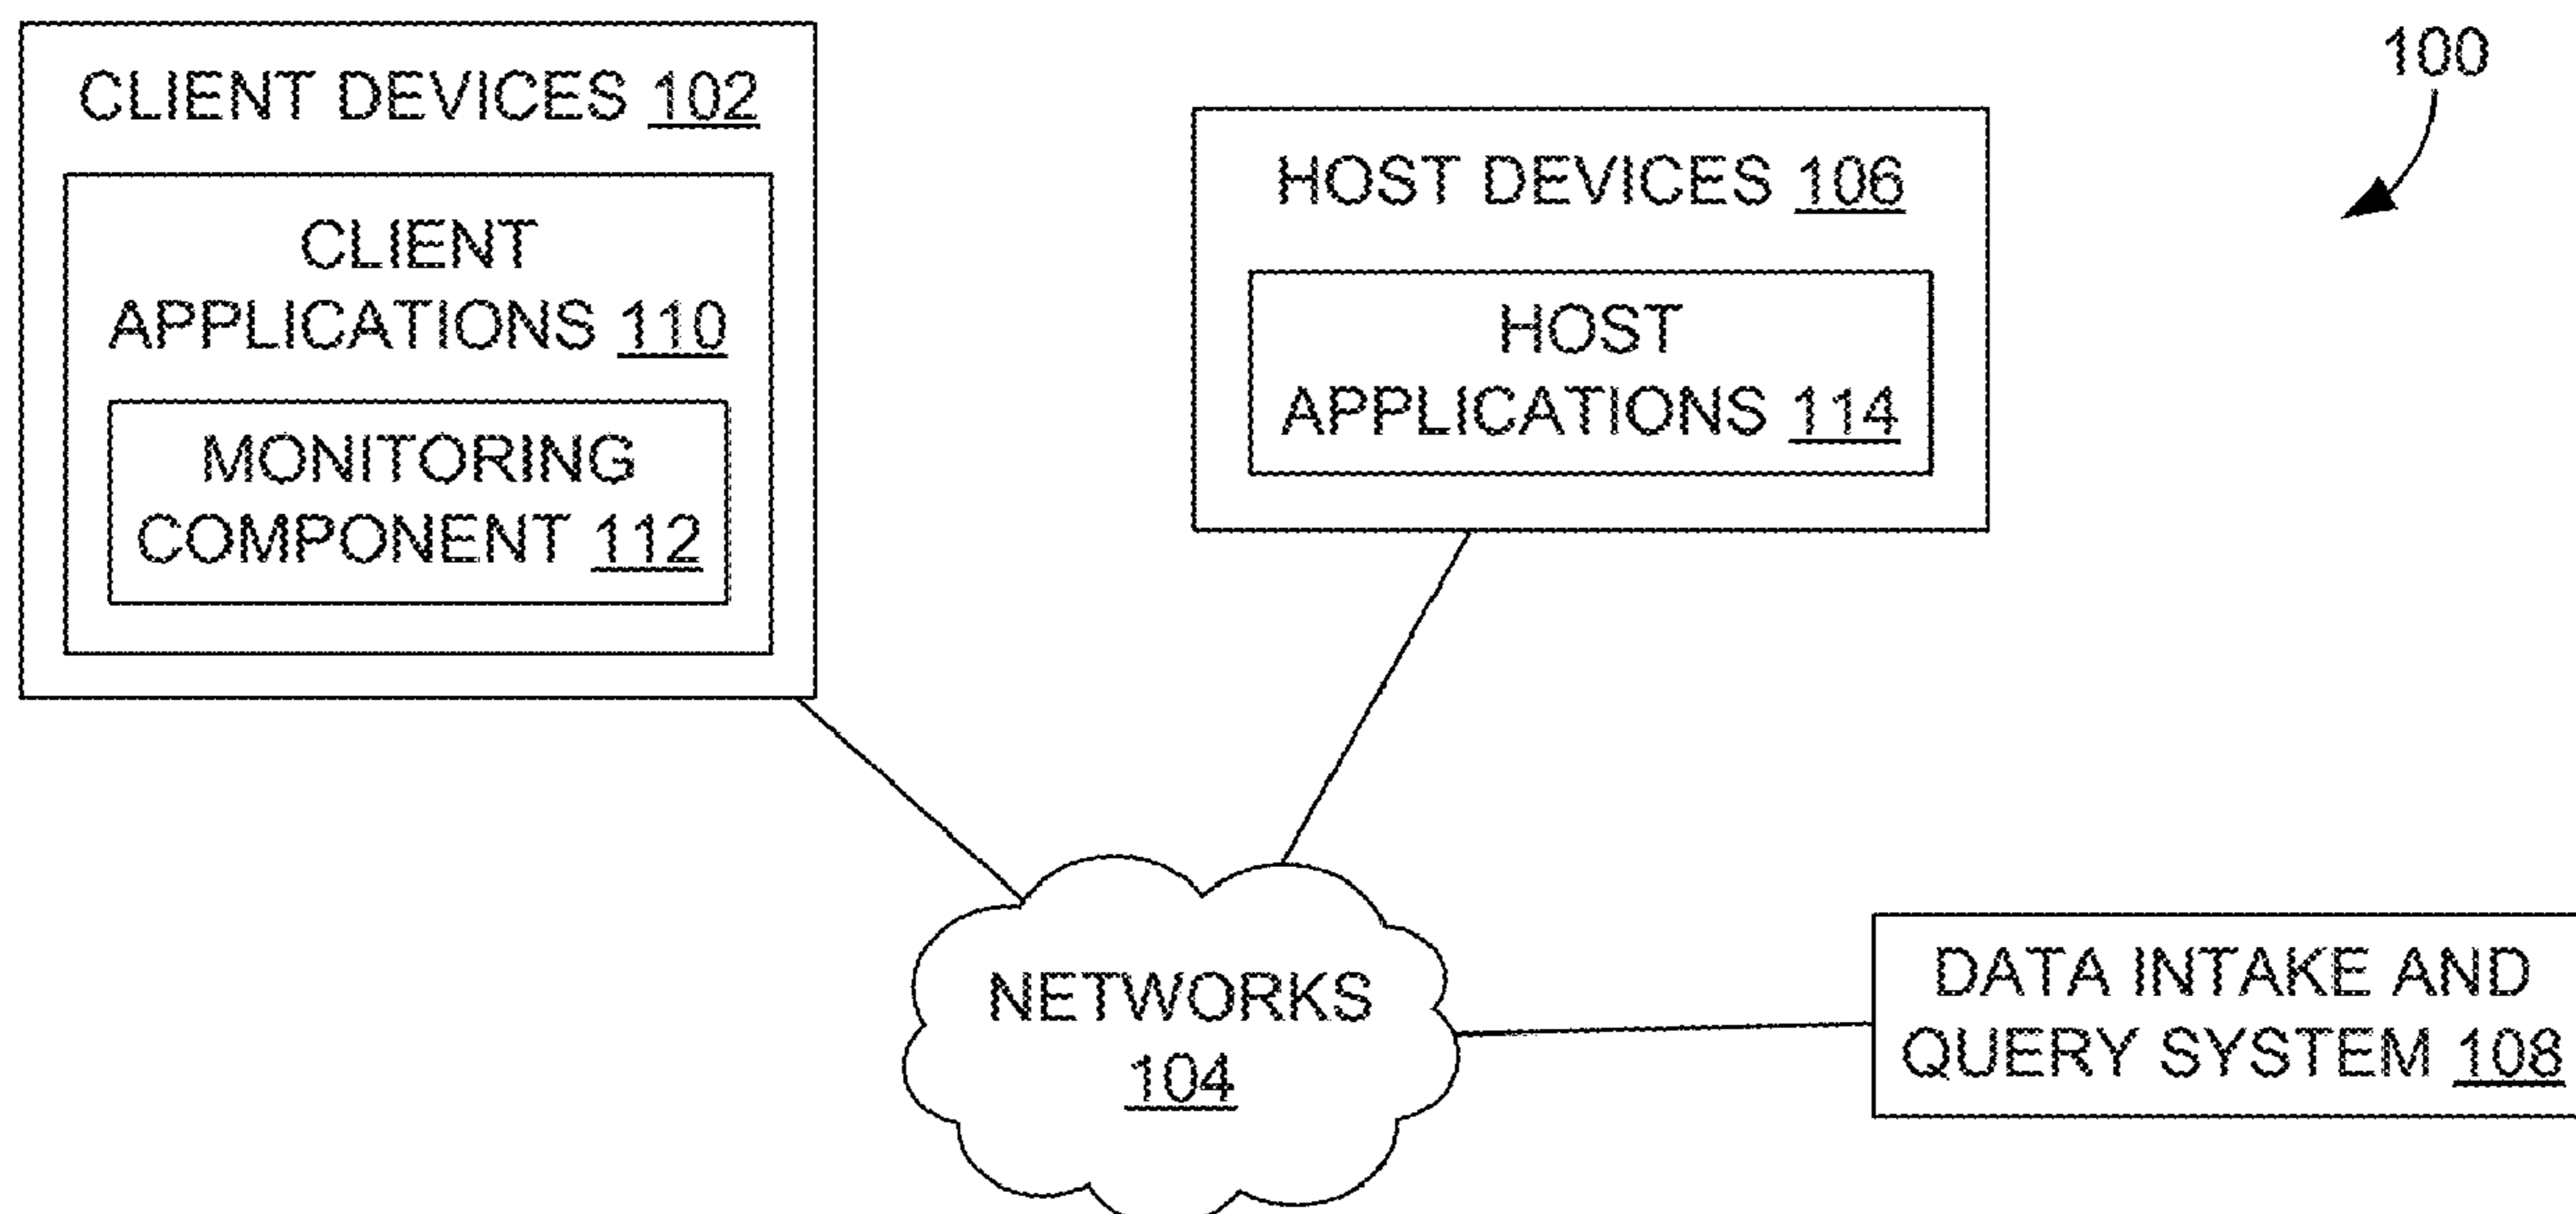 100
CLIENT DEVICES 102
CLIENT
APPLICATIONS 110
MONITORING
COMPONENT 112
HOST DEVICES 106
HOST
APPLICATIONS 114
NETWORKS
104
DATA INTAKE AND
QUERY SYSTEM 108